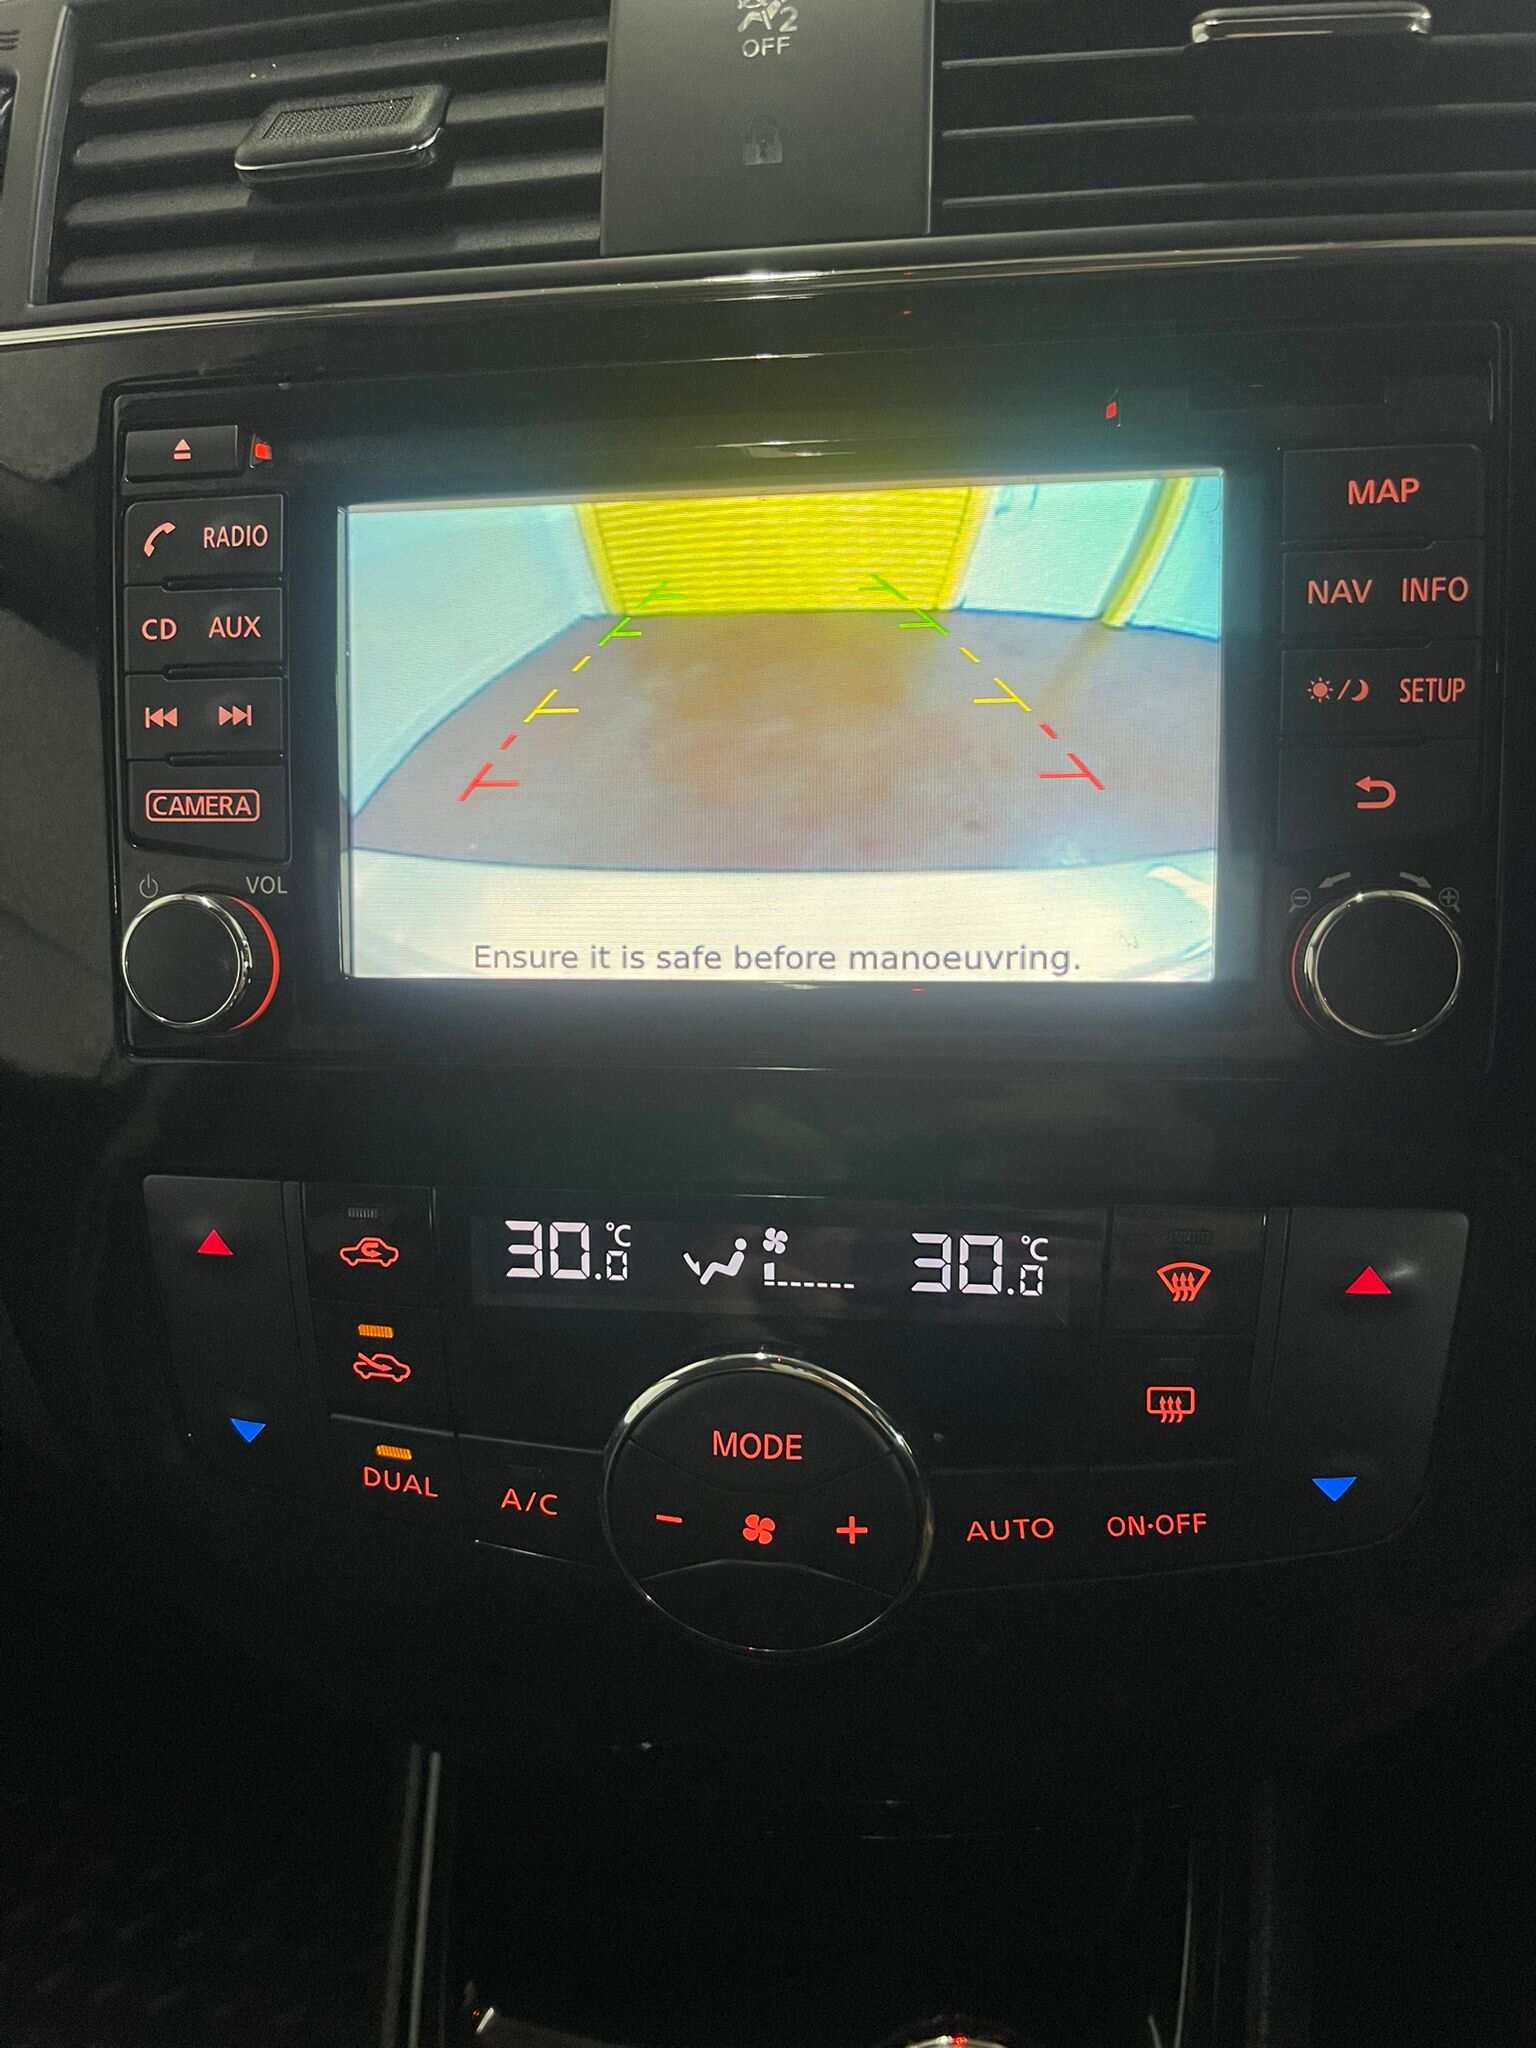 2
OFF
RADIO
CD AUX
CAMERA
VOL
MAP
NAV INFO
SETUP
Ensure it is safe before manoeuvring.
30.0 °C
30.0 °C
MODE
DUAL
A/C
- +
AUTO
ON·OFF